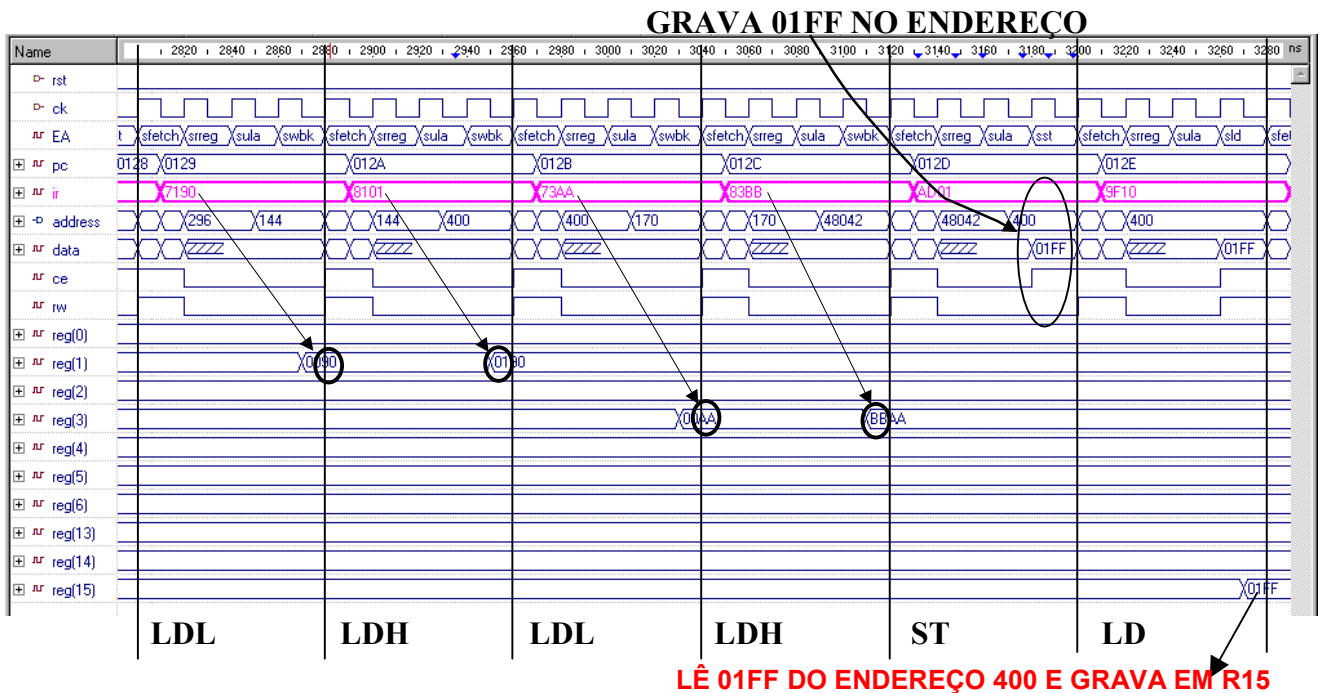 GRAVA 01FF NO ENDEREÇO
Name 2820 2840 2860 2880 2900 2920 2940 2960 2980 3000 3020 3040 3060 3080 3100 3120 3140 3160 3180 3200 3220 3240 3260 3280 ns
rst
ck
EA t sfetch srreg sula swbk sfetch srreg sula swbk sfetch srreg sula swbk sfetch srreg sula swbk sfetch srreg sula sst sfetch srreg sula sld sfet
pc 0128 0129 012A 012B 012C 012D 012E
ir 7190 8101 73AA 83BB AD01 9F10
address 296 144 144 400 400 170 170 48042 48042 400 400
data ZZZZ ZZZZ ZZZZ ZZZZ ZZZZ 01FF ZZZZ 01FF
ce
rw
reg(0)
reg(1) 0090 0190
reg(2)
reg(3) 00AA BBAA
reg(4)
reg(5)
reg(6)
reg(13)
reg(14)
reg(15) 01FF
LDL LDH LDL LDH ST LD
LÊ 01FF DO ENDEREÇO 400 E GRAVA EM R15